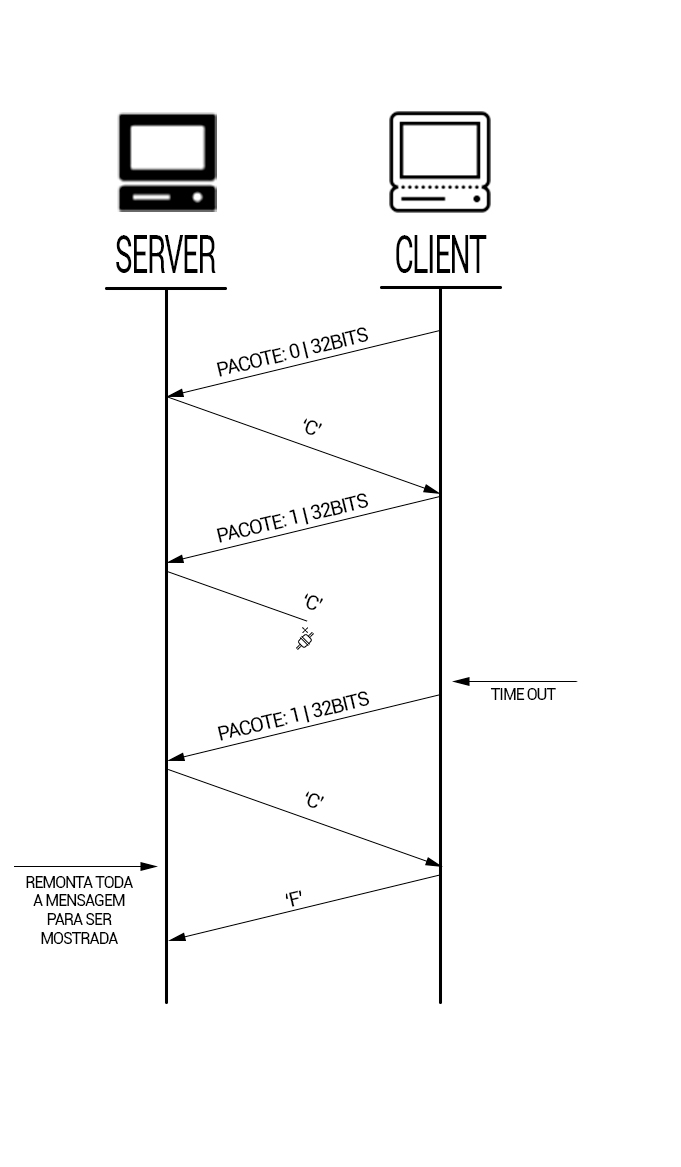 SERVER
CLIENT
PACOTE: 0 | 32BITS
'C'
PACOTE: 1 | 32BITS
'C'
TIME OUT
PACOTE: 1 | 32BITS
'C'
REMONTA TODA
A MENSAGEM
PARA SER
MOSTRADA
'F'